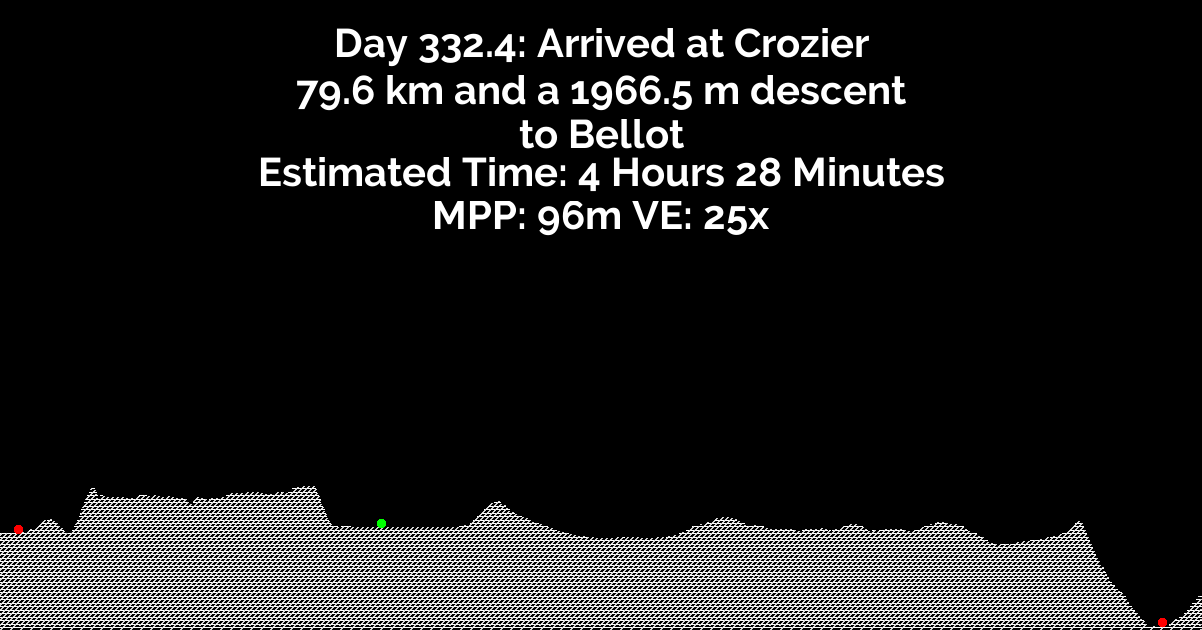 Day 332.4: Arrived at Crozier
79.6 km and a 1966.5 m descent
to Bellot
Estimated Time: 4 Hours 28 Minutes
MPP: 96m VE: 25x